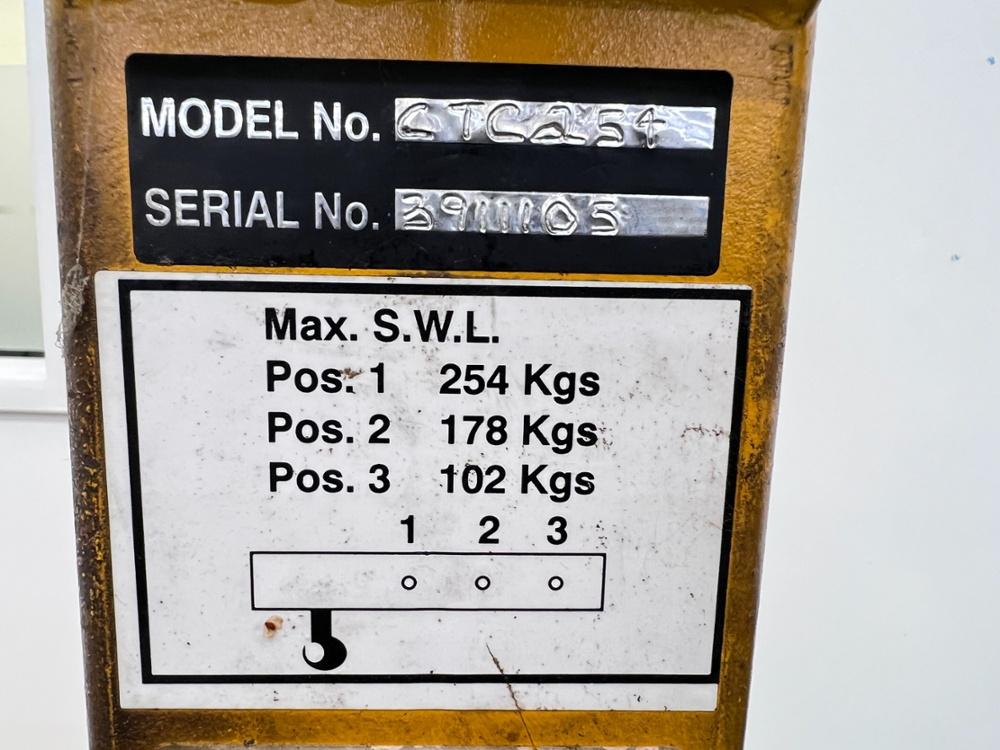 MODEL No. CTC254
SERIAL No. 39111105
Max. S.W.L.
Pos. 1 254 Kgs
Pos. 2 178 Kgs
Pos. 3 102 Kgs
1 2 3